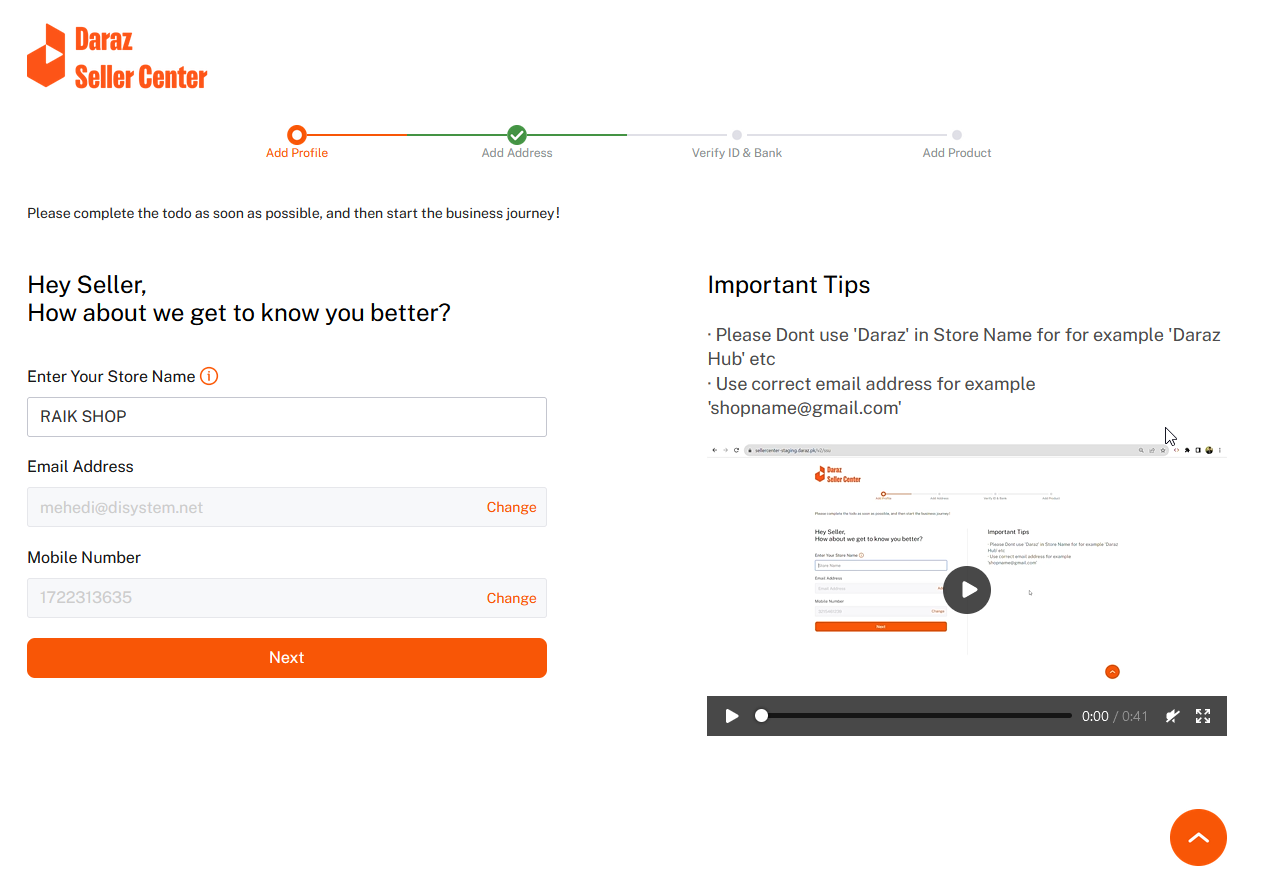 Daraz
Seller Center
Add Profile
Add Address
Verify ID & Bank
Add Product
Please complete the todo as soon as possible, and then start the business journey!
Hey Seller,
How about we get to know you better?
Enter Your Store Name
RAIK SHOP
Email Address
mehedi@disystem.net
Change
Mobile Number
1722313635
Change
Next
Important Tips
· Please Dont use 'Daraz' in Store Name for for example 'Daraz
Hub' etc
· Use correct email address for example
'shopname@gmail.com'
sellercenter-staging.daraz.pk/v2/sso
Daraz
Seller Center
Add Profile
Add Address
Verify ID & Bank
Add Product
Please complete the todo as soon as possible, and then start the business journey!
Hey Seller,
How about we get to know you better?
Enter Your Store Name
Store Name
Email Address
Email Address
Mobile Number
Change
Next
Important Tips
· Please Dont use 'Daraz' in Store Name for for example 'Daraz
Hub' etc
· Use correct email address for example
'shopname@gmail.com'
0:00 / 0:41